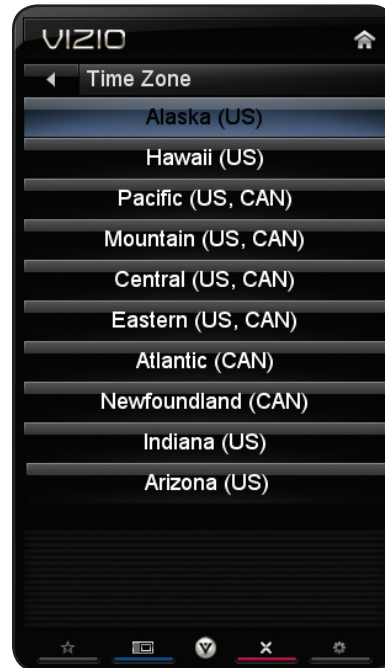 VIZIO
Time Zone
Alaska (US)
Hawaii (US)
Pacific (US, CAN)
Mountain (US, CAN)
Central (US, CAN)
Eastern (US, CAN)
Atlantic (CAN)
Newfoundland (CAN)
Indiana (US)
Arizona (US)
V